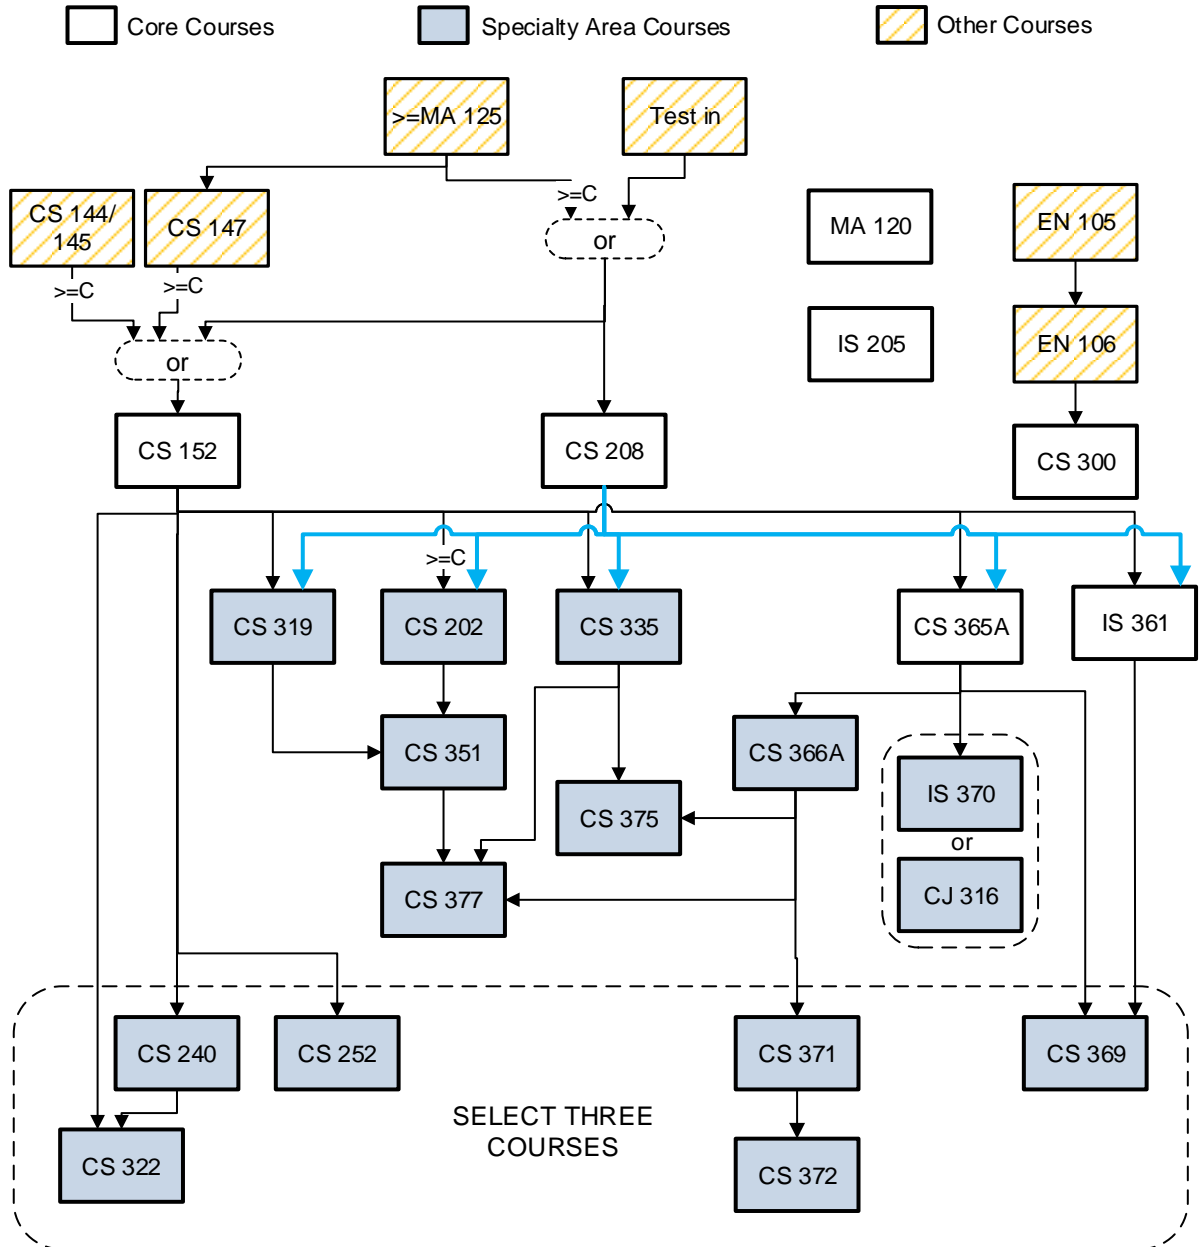 Core Courses
Specialty Area Courses
Other Courses
>=MA 125
Test in
>=C
CS 144/
145
CS 147
or
MA 120
EN 105
>=C
>=C
IS 205
EN 106
or
CS 152
CS 208
CS 300
>=C
CS 319
CS 202
CS 335
CS 365A
IS 361
CS 351
CS 366A
IS 370
CS 375
or
CS 377
CJ 316
CS 240
CS 252
CS 371
CS 369
SELECT THREE
COURSES
CS 322
CS 372